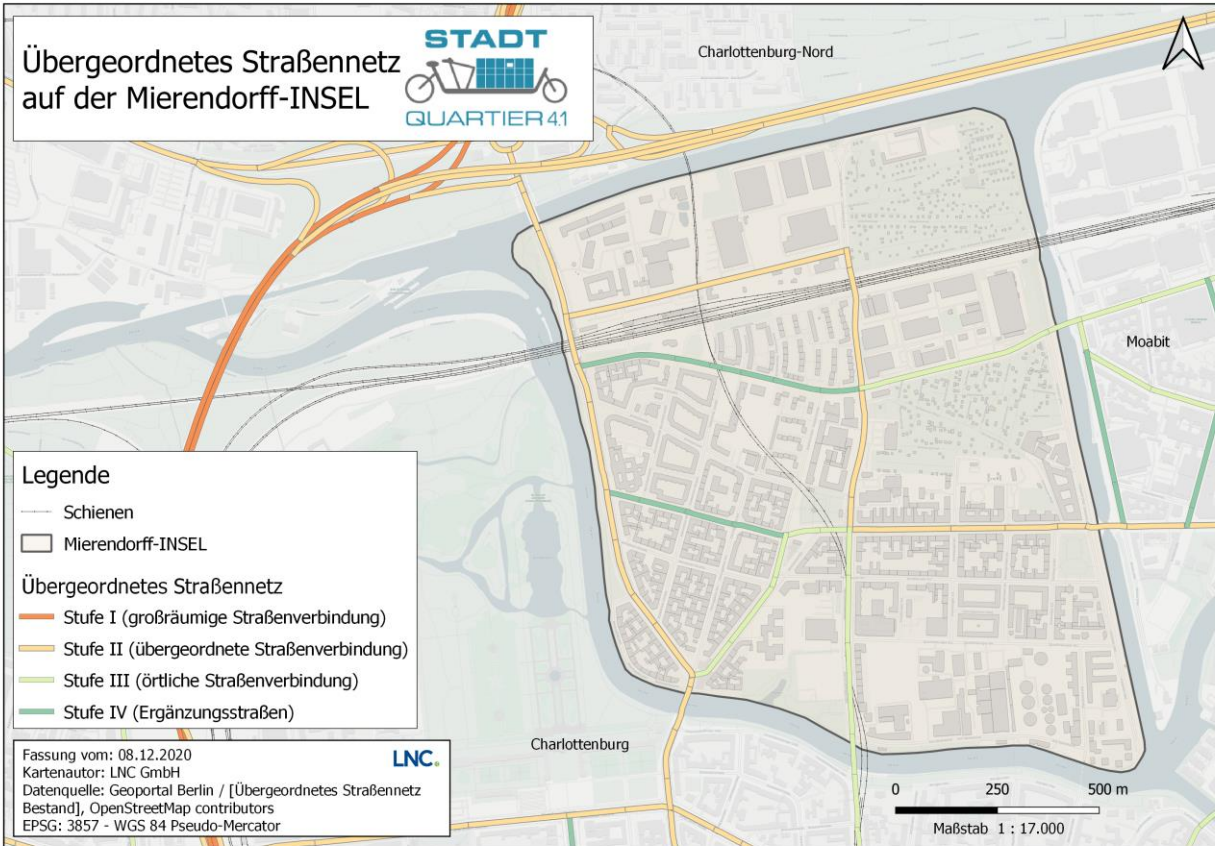 Übergeordnetes Straßennetz
auf der Mierendorff-INSEL
STADT
QUARTIER 4.1
Charlottenburg-Nord
Moabit
Charlottenburg
Legende
Schienen
Mierendorff-INSEL
Übergeordnetes Straßennetz
Stufe I (großräumige Straßenverbindung)
Stufe II (übergeordnete Straßenverbindung)
Stufe III (örtliche Straßenverbindung)
Stufe IV (Ergänzungsstraßen)
Fassung vom: 08.12.2020
LNC.
Kartenautor: LNC GmbH
Datenquelle: Geoportal Berlin / [Übergeordnetes Straßennetz
Bestand], OpenStreetMap contributors
EPSG: 3857 - WGS 84 Pseudo-Mercator
0 250 500 m
Maßstab 1 : 17.000